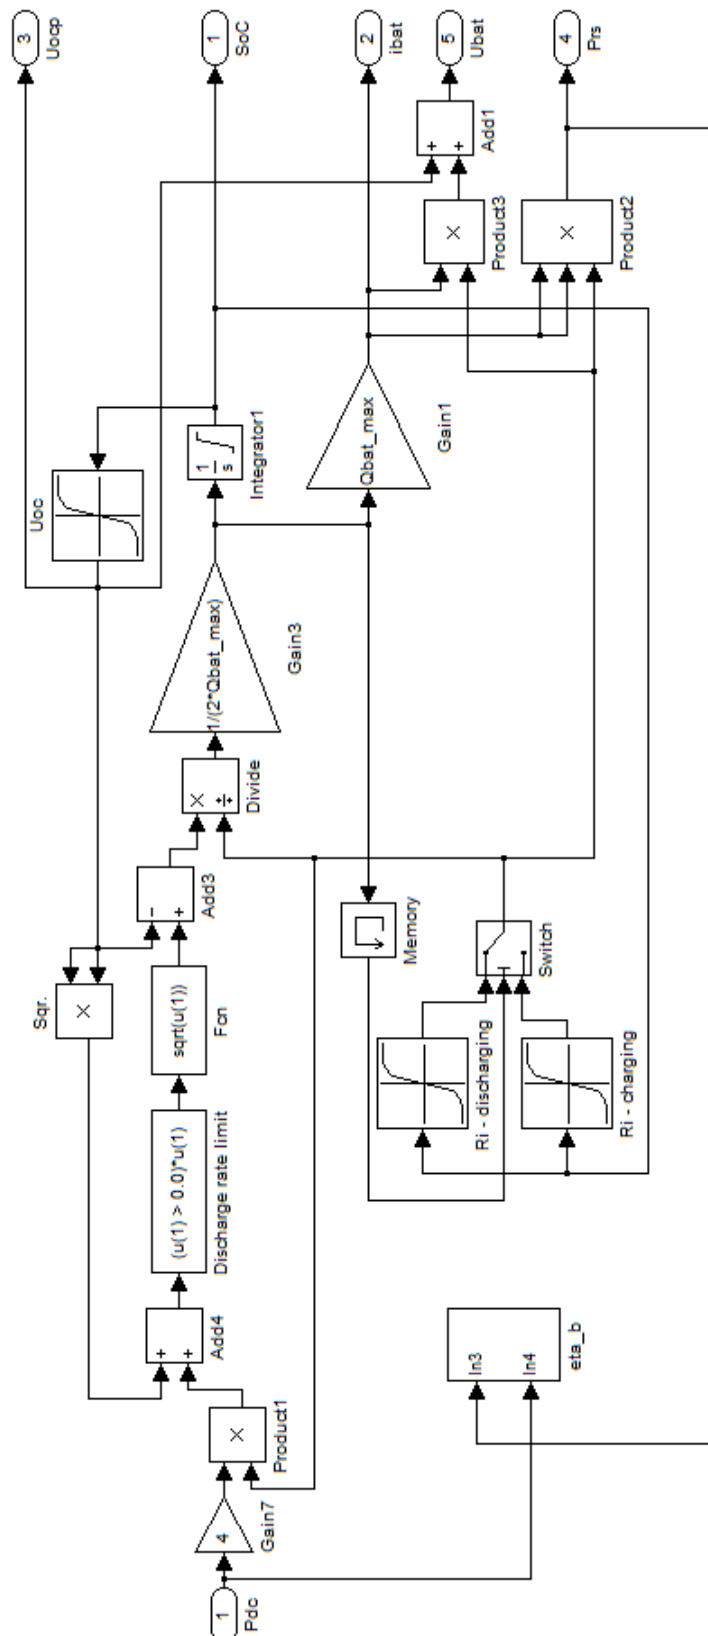 3
Uoc
Sqr.
Uocp
×
(u(1) > 0.0)*u(1)
sqrt(u(1))
+
+
Add4
Discharge rate limit
Fcn
−
+
Add3
×
÷
Divide
1/(2*Qbat_max)
Gain3
1
s
Integrator1
1
SoC
1
Pdc
4
Gain7
×
Product1
Memory
Qbat_max
Gain1
2
ibat
Ri - discharging
Switch
×
Product3
+
+
Add1
5
Ubat
In3
In4
eta_b
Ri - charging
×
Product2
4
Prs